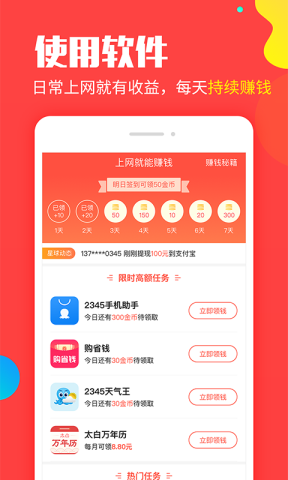 使用软件
日常上网就有收益，每天持续赚钱
上网就能赚钱
赚钱秘籍
明日签到可领50金币
已领 +10
已领 +20
50
150
10
20
300
1天 2天 3天 4天 5天 6天 7天
星球动态 137****0345 刚刚提现100元到支付宝
限时高额任务
2345手机助手
今日还有300金币待领取
立即领钱
购省钱
购省钱
今日还有30金币待领取
立即领钱
2345天气王
今日还有30金币待领取
立即领钱
太白
万年历
太白万年历
每月可领8.80元
立即领钱
热门任务